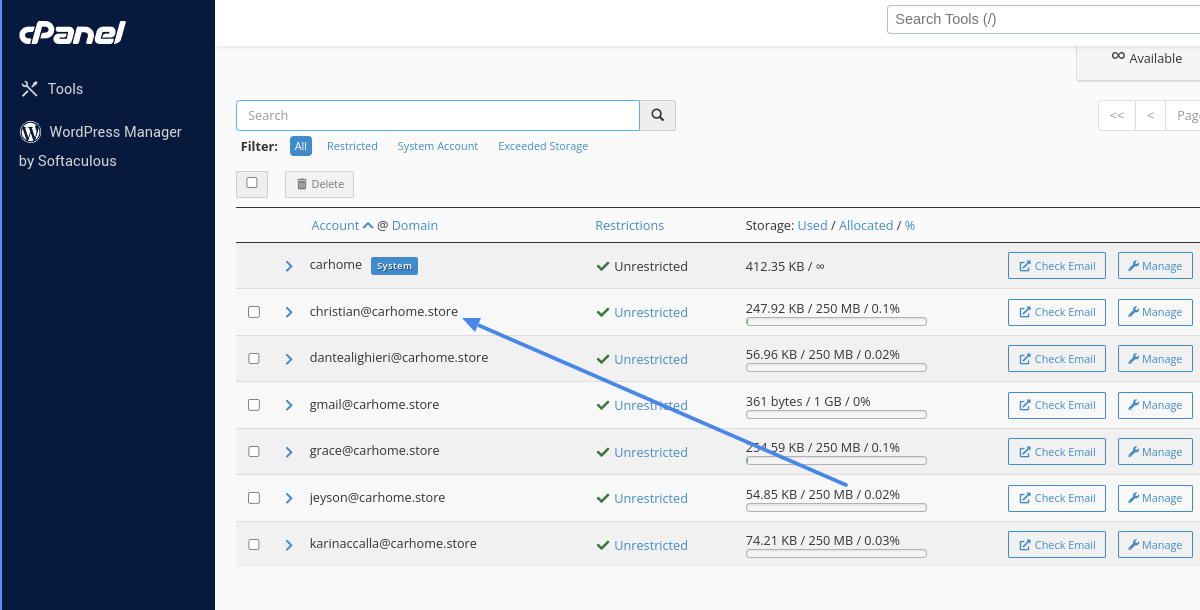 cPanel
Search Tools (/)
Tools
∞ Available
WordPress Manager
by Softaculous
Search
<< < Pag
Filter: All Restricted System Account Exceeded Storage
Delete
Account @ Domain Restrictions Storage: Used / Allocated / %
carhome System Unrestricted 412.35 KB / ∞ Check Email Manage
christian@carhome.store Unrestricted 247.92 KB / 250 MB / 0.1% Check Email Manage
dantealighieri@carhome.store Unrestricted 56.96 KB / 250 MB / 0.02% Check Email Manage
gmail@carhome.store Unrestricted 361 bytes / 1 GB / 0% Check Email Manage
grace@carhome.store Unrestricted 254.59 KB / 250 MB / 0.1% Check Email Manage
jeyson@carhome.store Unrestricted 54.85 KB / 250 MB / 0.02% Check Email Manage
karinaccalla@carhome.store Unrestricted 74.21 KB / 250 MB / 0.03% Check Email Manage